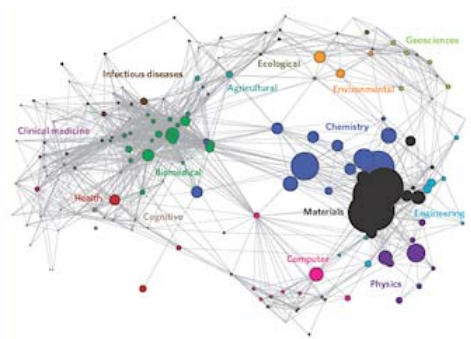 Geosciences
Ecological
Infectious diseases
Agricultural
Environmental
Clinical medicine
Chemistry
Biomedical
Health
Cognitive
Materials
Engineering
Computer
Physics